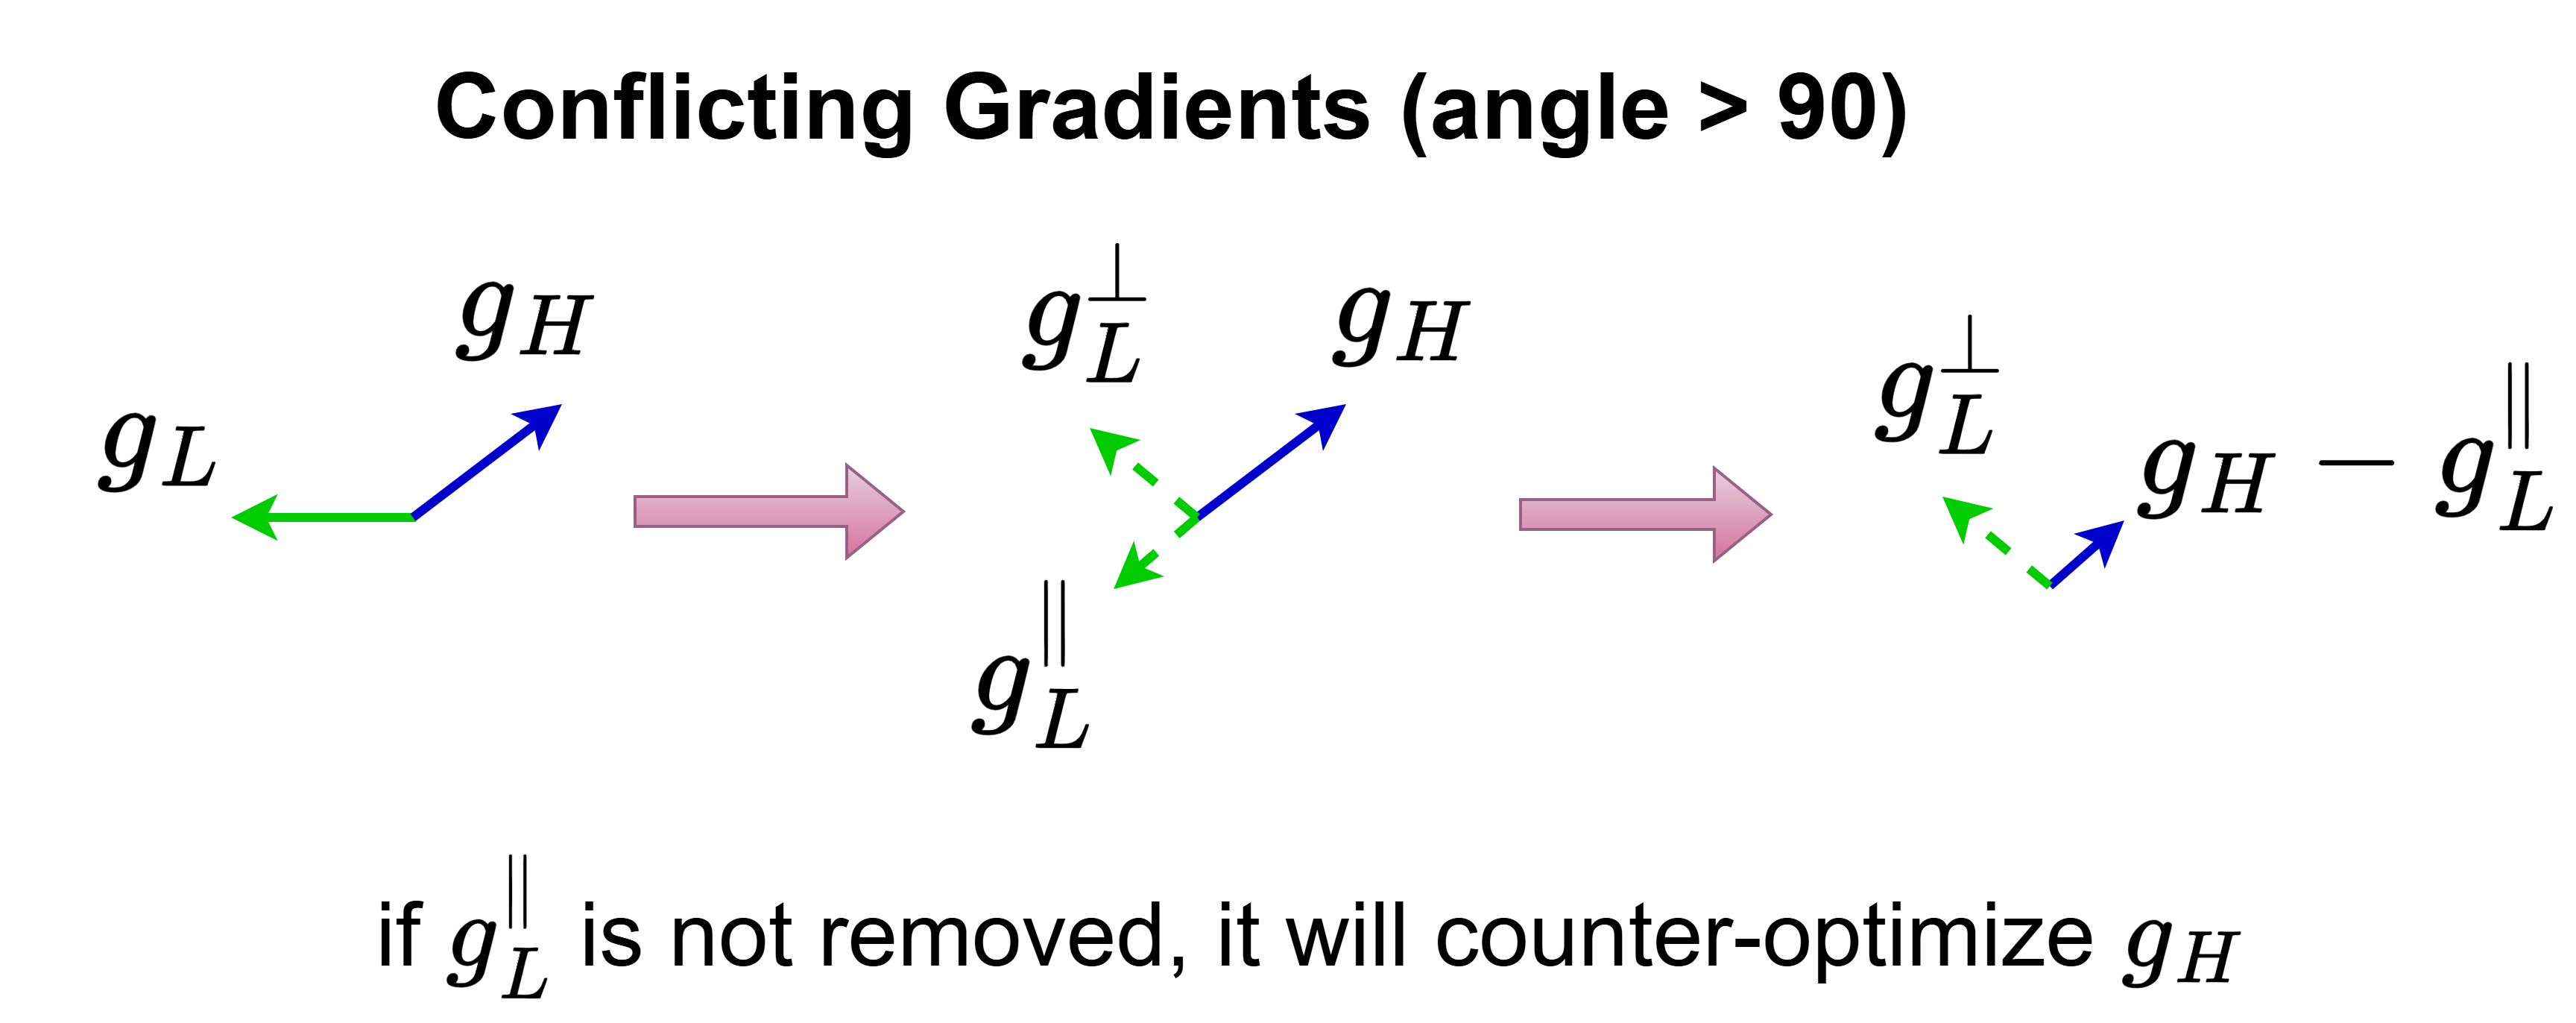 Conflicting Gradients (angle > 90)
g_L
g_H
g_L^⊥
g_H
g_L^∥
g_L^⊥
g_H − g_L^∥
if g_L^∥ is not removed, it will counter-optimize g_H